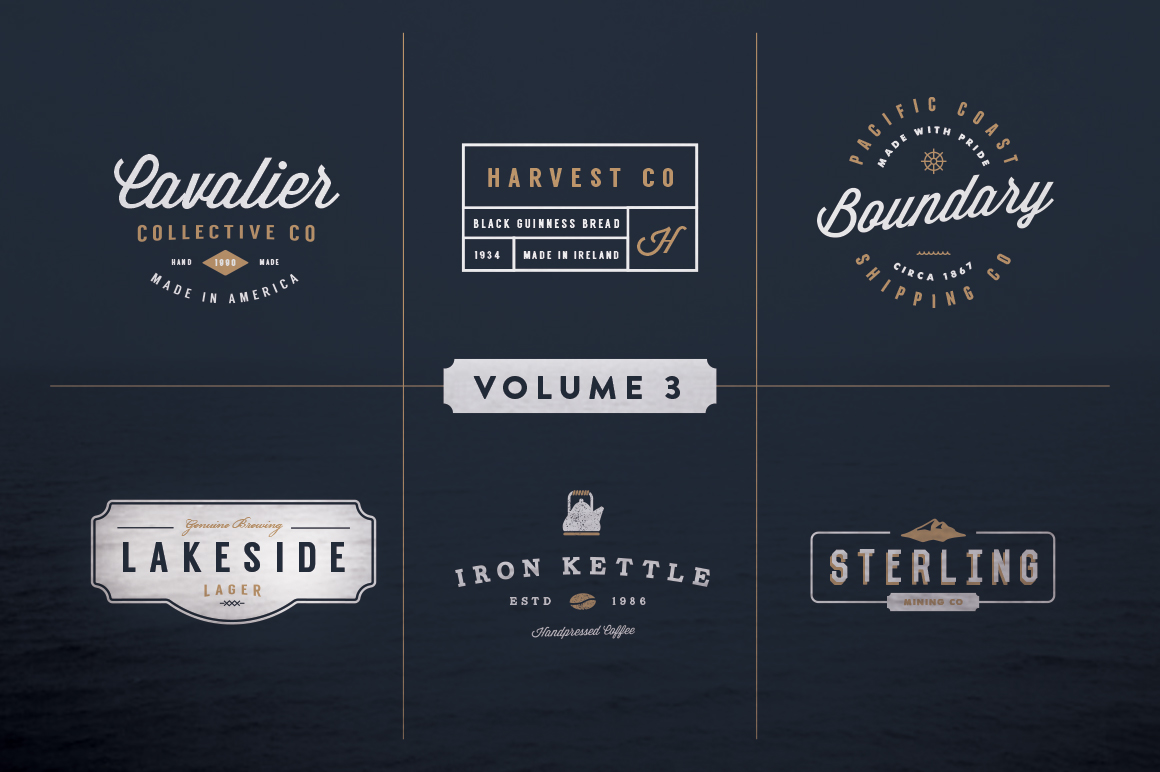 Cavalier
COLLECTIVE CO
HAND 1990 MADE
MADE IN AMERICA
HARVEST CO
BLACK GUINNESS BREAD
1934 MADE IN IRELAND
H
PACIFIC COAST
MADE WITH PRIDE
Boundary
CIRCA 1867
SHIPPING CO
VOLUME 3
Genuine Brewing
LAKESIDE
LAGER
IRON KETTLE
ESTD 1986
Handpressed Coffee
STERLING
MINING CO